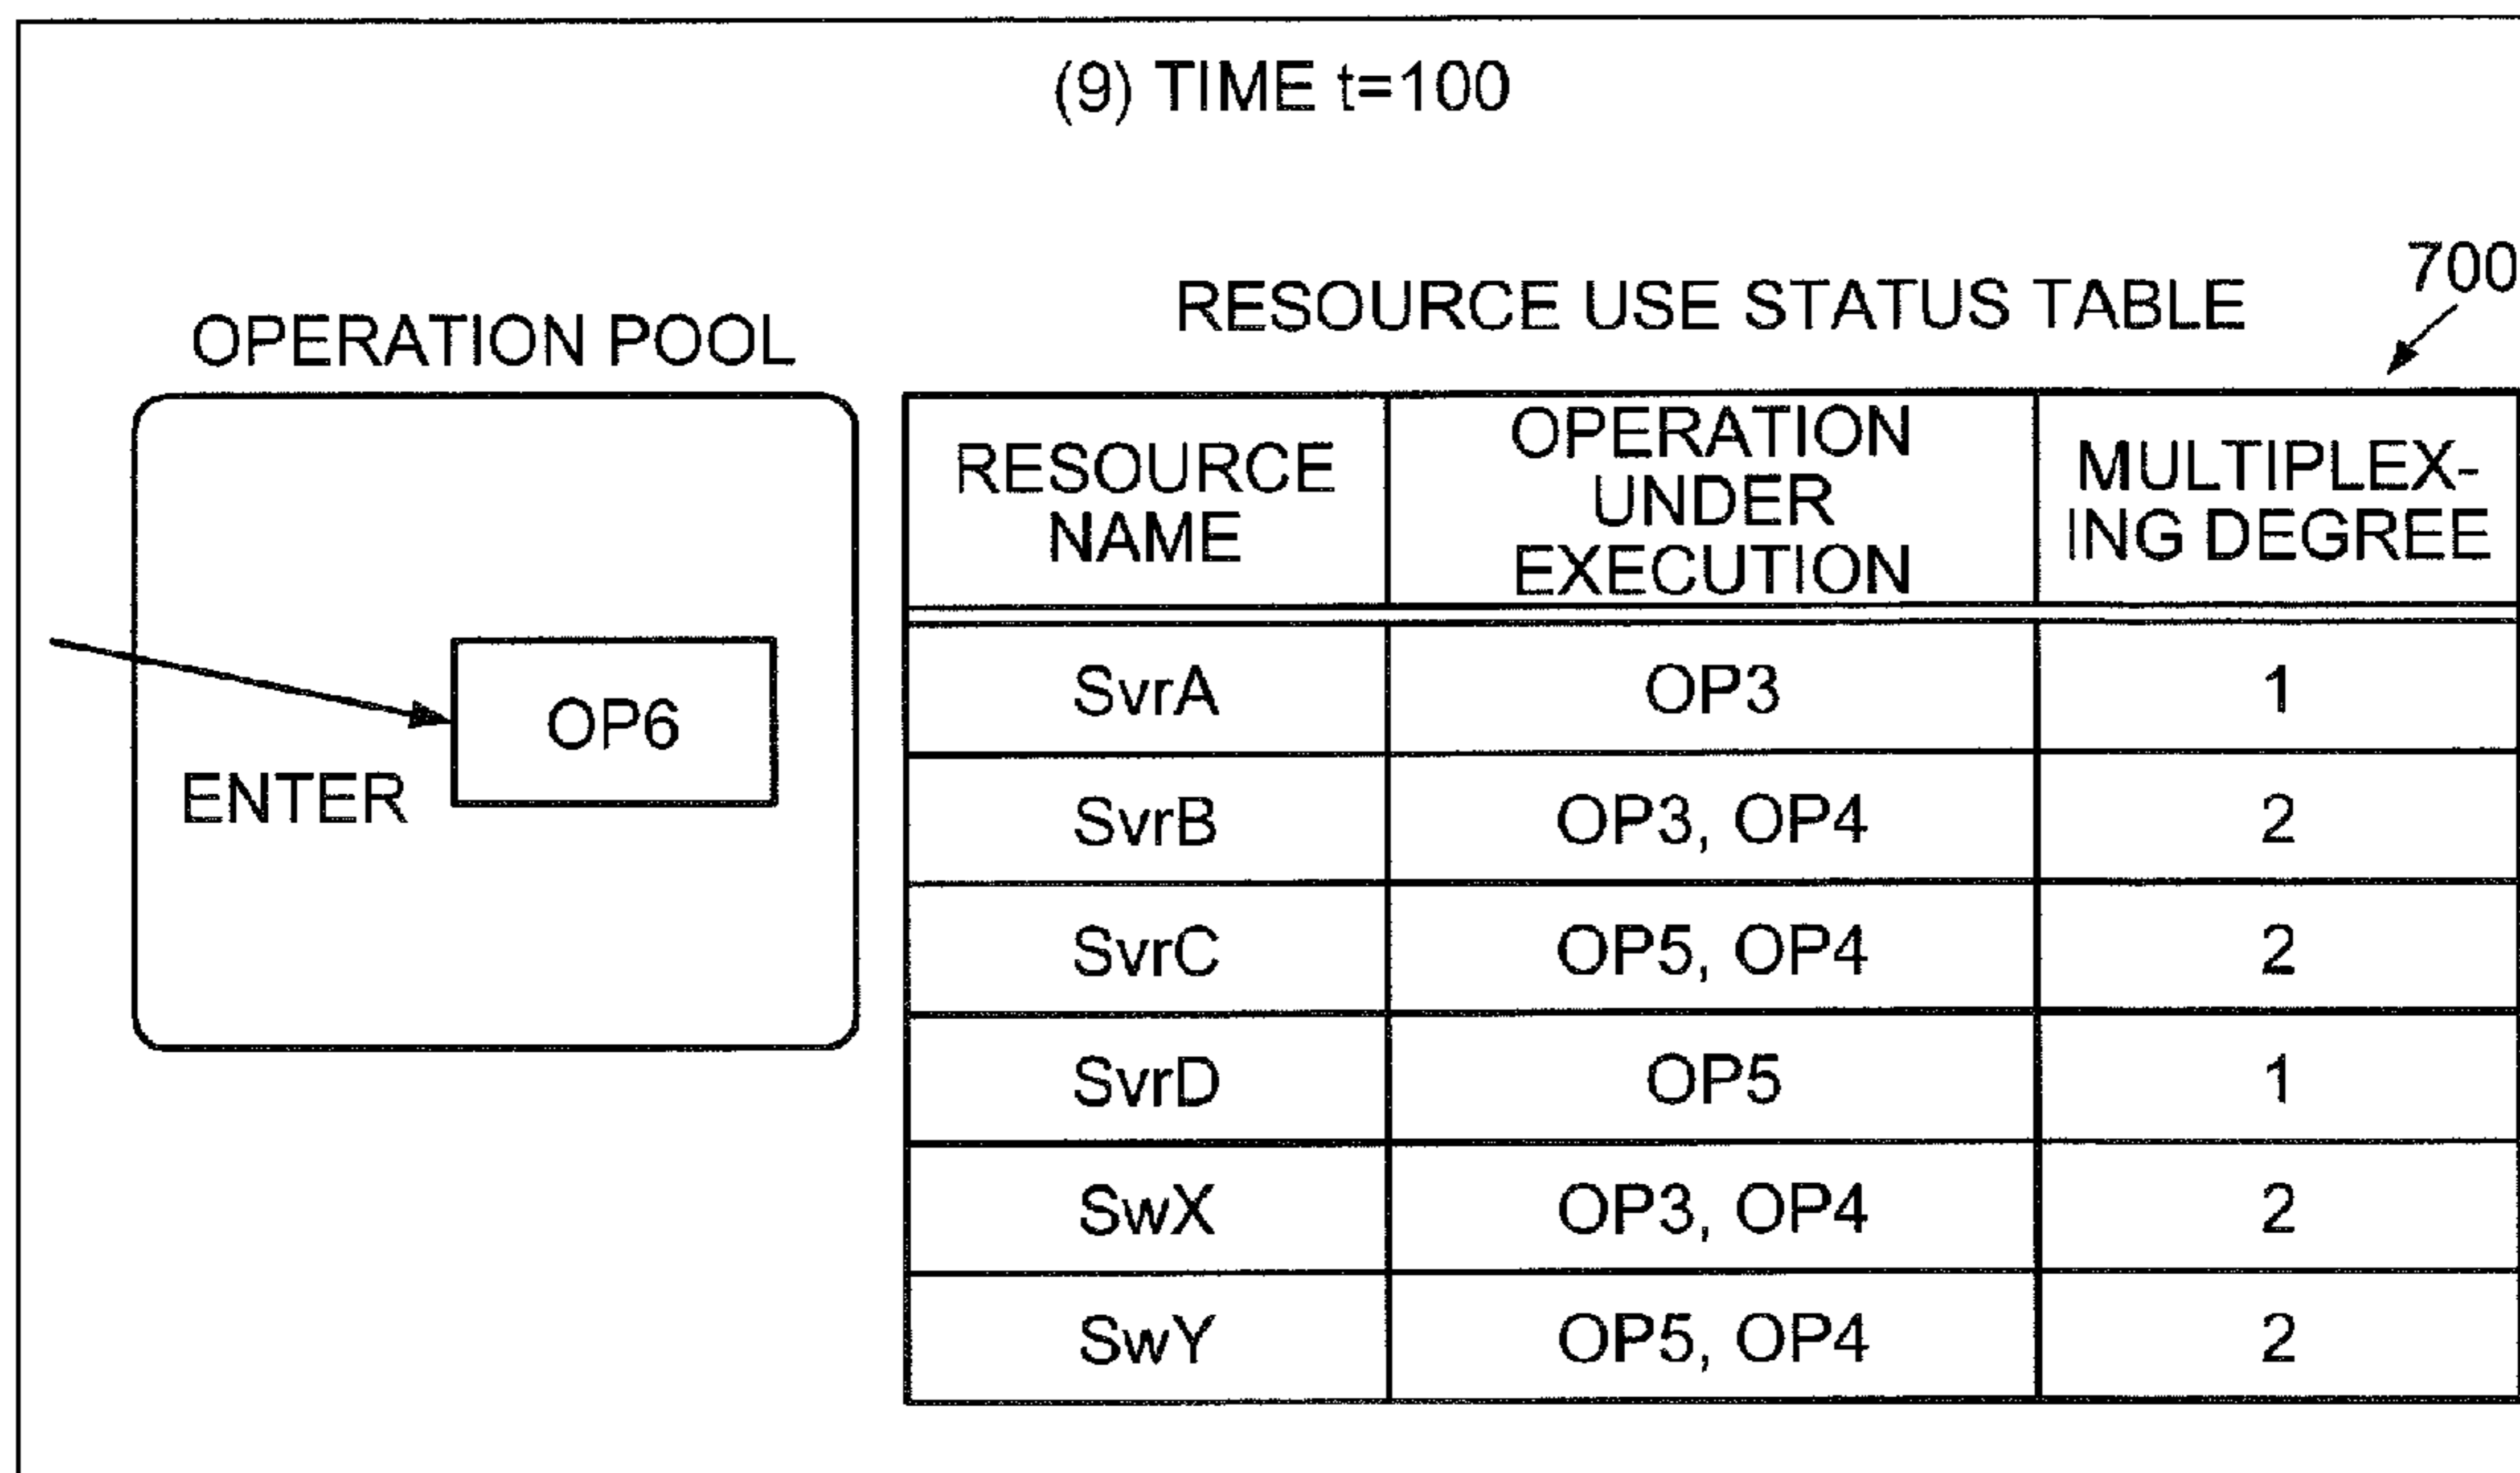 (9) TIME t=100
700
RESOURCE USE STATUS TABLE
OPERATION POOL
OP6
ENTER
RESOURCE NAME
OPERATION UNDER EXECUTION
MULTIPLEX-
ING DEGREE
SvrA OP3 1
SvrB OP3, OP4 2
SvrC OP5, OP4 2
SvrD OP5 1
SwX OP3, OP4 2
SwY OP5, OP4 2